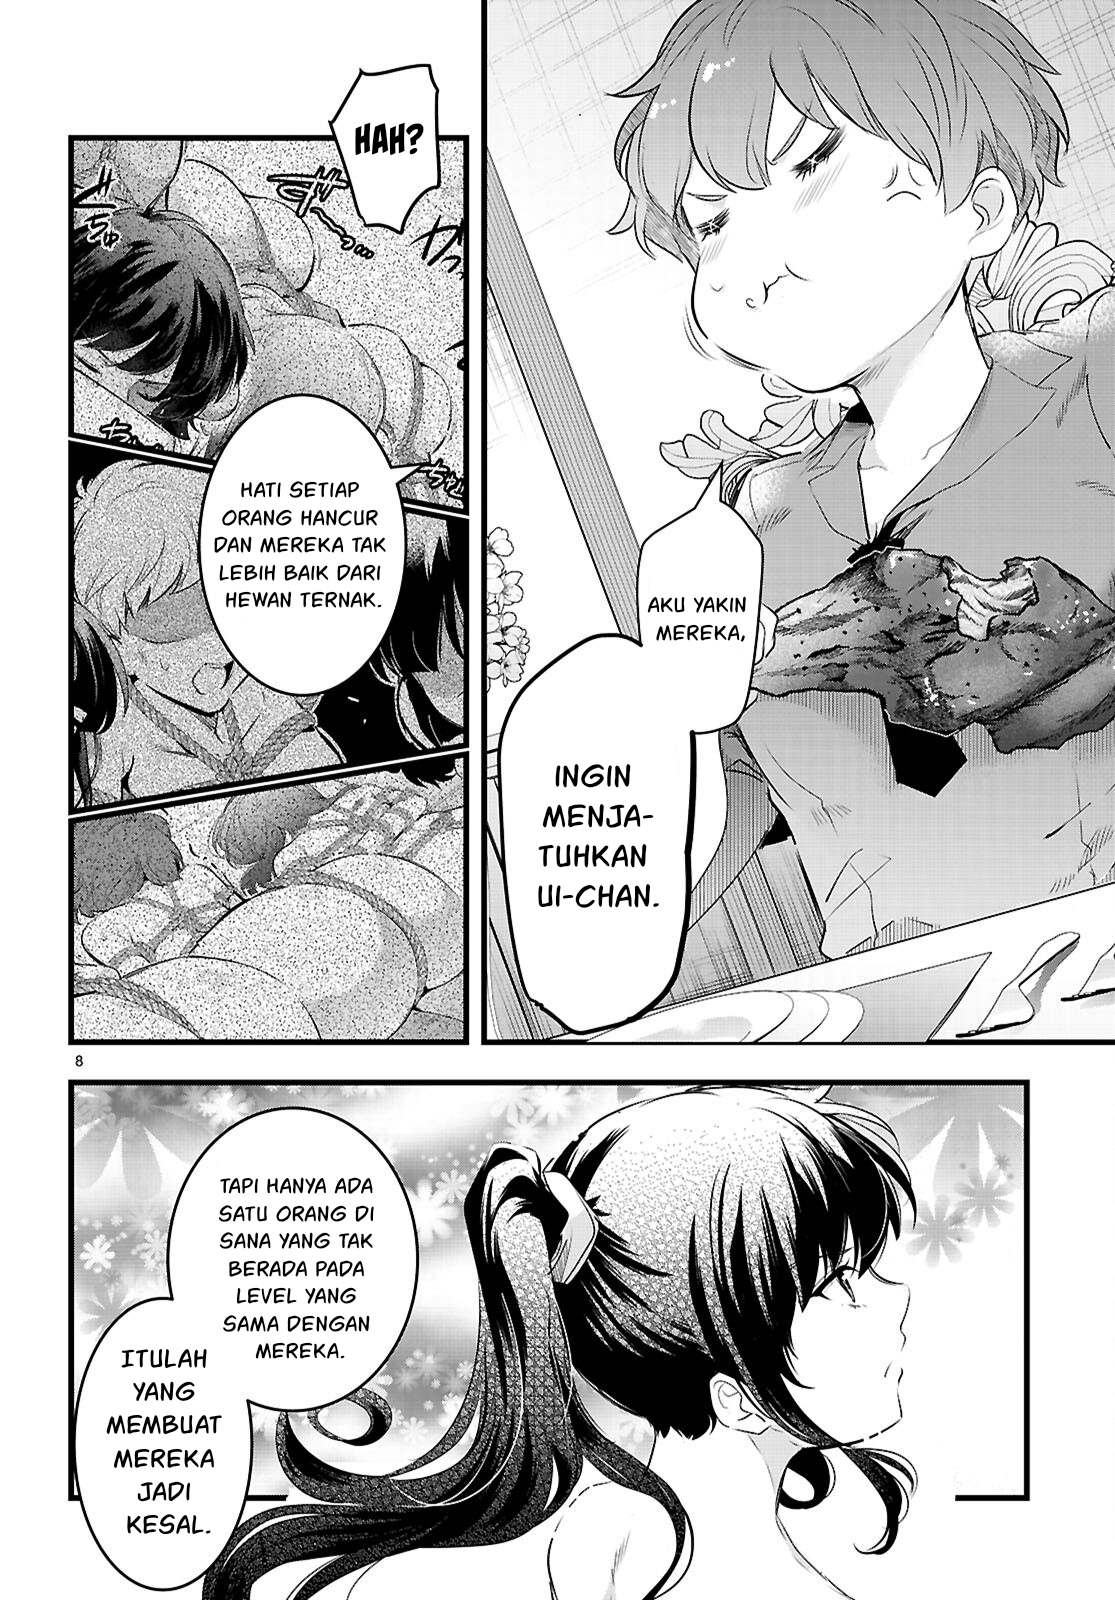 HAH?
AKU YAKIN
MEREKA,
INGIN
MENJA-
TUHKAN
UI-CHAN.
HATI SETIAP
ORANG HANCUR
DAN MEREKA TAK
LEBIH BAIK DARI
HEWAN TERNAK.
ちゅ
8
TAPI HANYA ADA
SATU ORANG DI
SANA YANG TAK
BERADA PADA
LEVEL YANG
SAMA DENGAN
MEREKA.
ITULAH
YANG
MEMBUAT
MEREKA
JADI
KESAL.